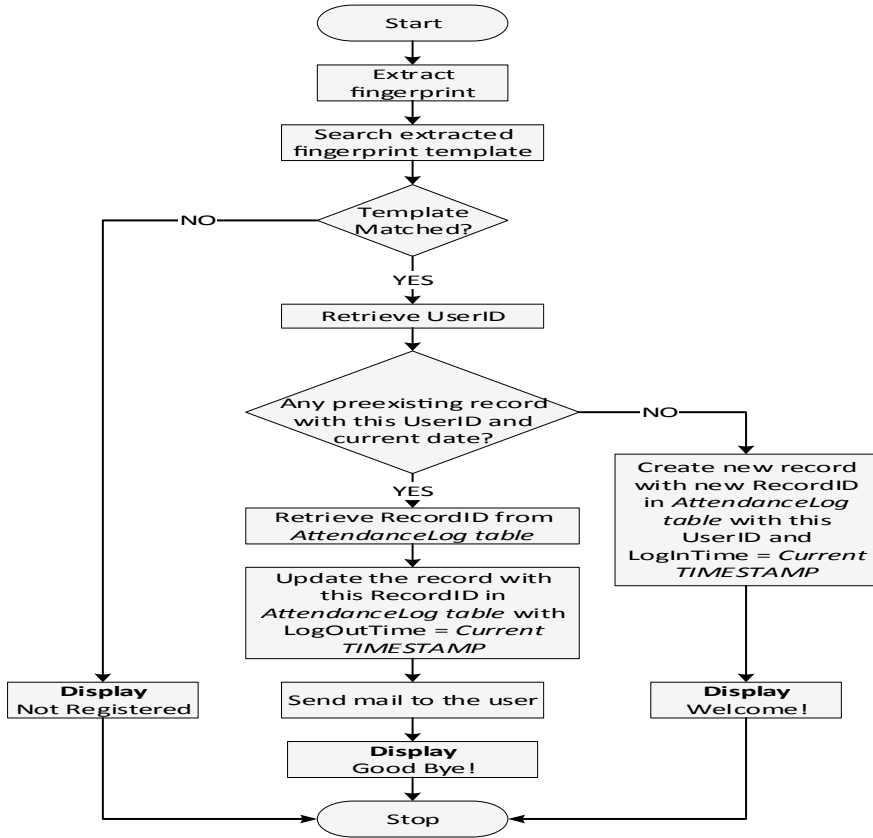 Start
Extract
fingerprint
Search extracted
fingerprint template
Template
Matched?
NO
YES
Retrieve UserID
Any preexisting record
with this UserID and
current date?
NO
YES
Create new record
with new RecordID
in AttendanceLog
table with this
UserID and
LogInTime = Current
TIMESTAMP
Retrieve RecordID from
AttendanceLog table
Update the record with
this RecordID in
AttendanceLog table with
LogOutTime = Current
TIMESTAMP
Display
Not Registered
Send mail to the user
Display
Welcome!
Display
Good Bye!
Stop